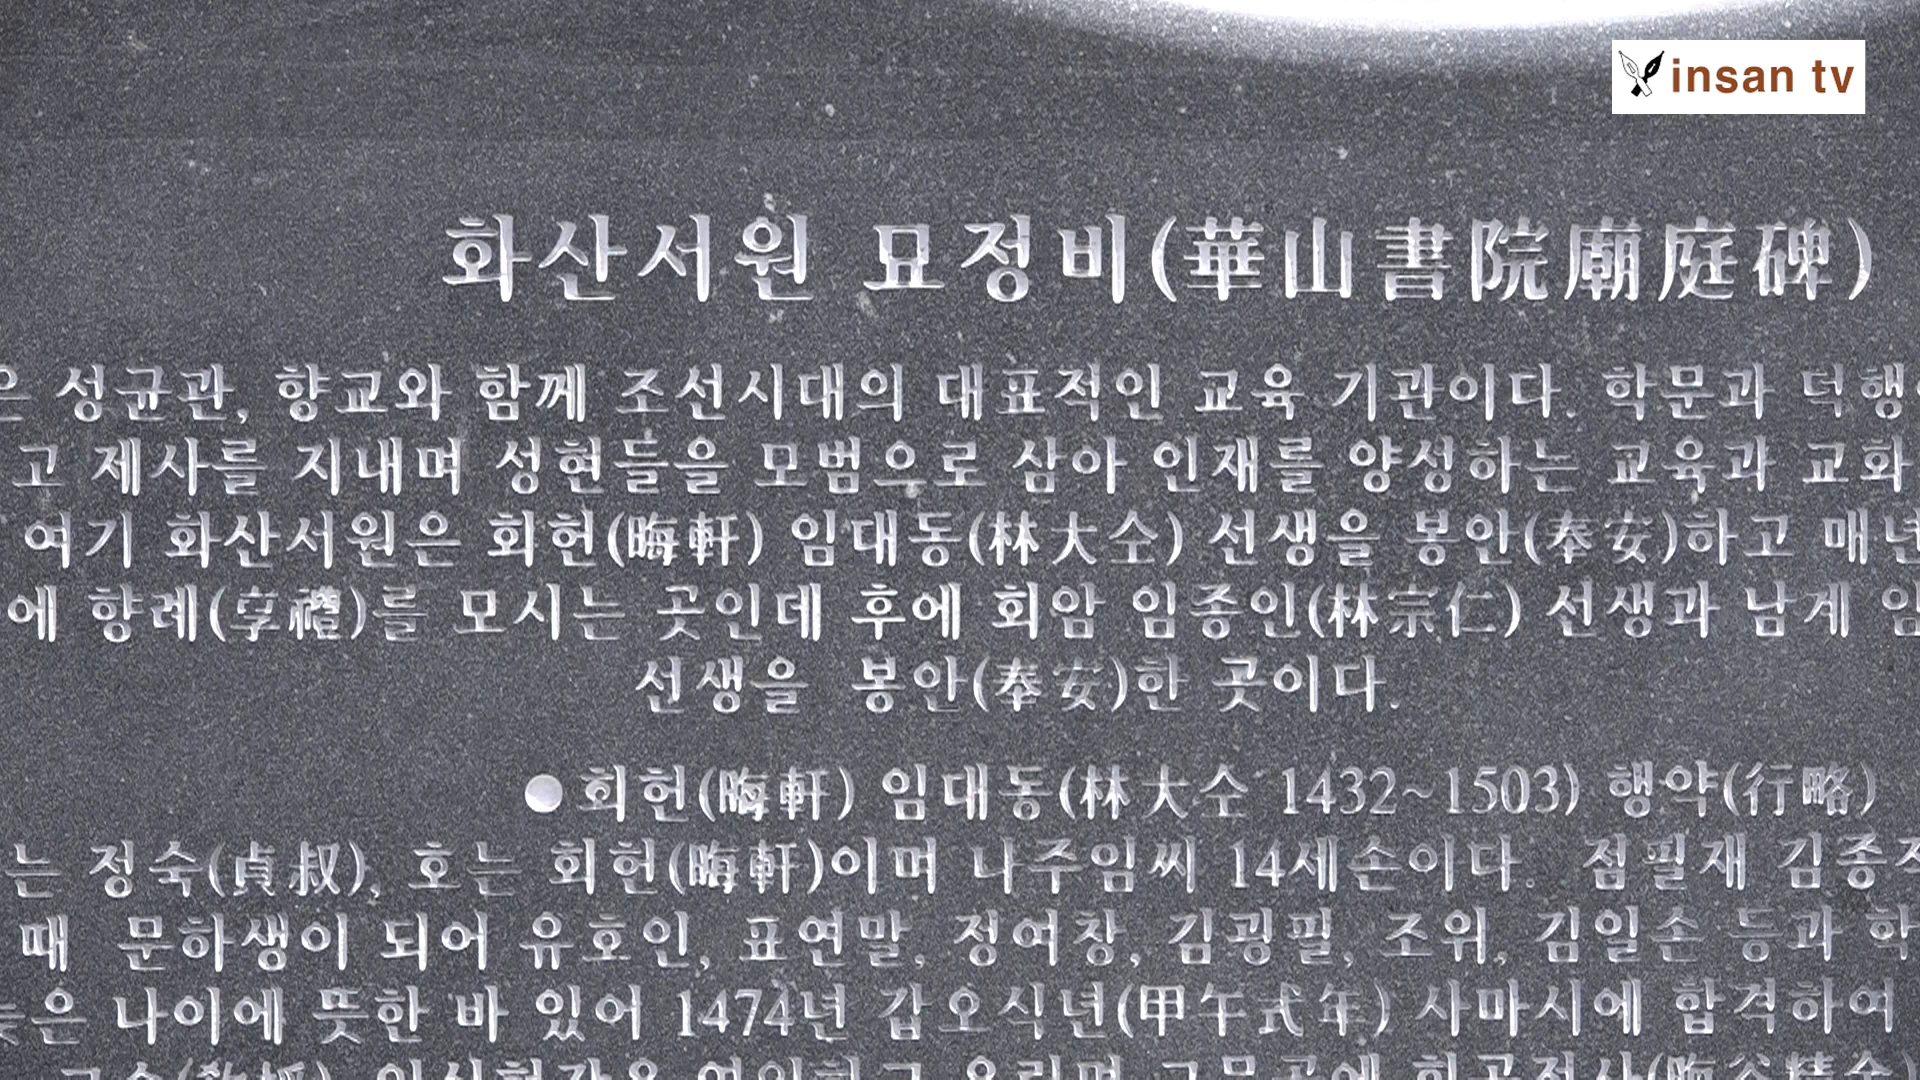 insan tv
화산서원 묘정비(華山書院廟庭碑)
은 성균관, 향교와 함께 조선시대의 대표적인 교육 기관이다. 학문과 덕행
고 제사를 지내며 성현들을 모범으로 삼아 인재를 양성하는 교육과 교화
여기 화산서원은 회헌(晦軒) 임대동(林大仝) 선생을 봉안(奉安)하고 매년
에 향례(享禮)를 모시는 곳인데 후에 회암 임종인(林宗仁) 선생과 남계 임
선생을 봉안(奉安)한 곳이다.
●회헌(晦軒) 임대동(林大仝 1432~1503) 행약(行略)
는 정숙(貞叔), 호는 회헌(晦軒)이며 나주임씨 14세손이다. 점필재 김종직
때 문하생이 되어 유호인, 표연말, 정여창, 김굉필, 조위, 김일손 등과 학
늦은 나이에 뜻한 바 있어 1474년 갑오식년(甲午式年) 사마시에 합격하여